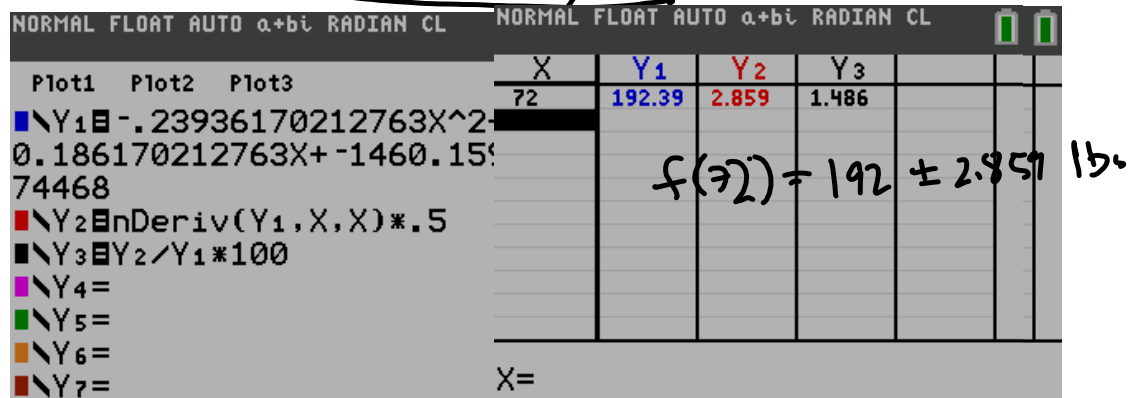 NORMAL FLOAT AUTO a+bi RADIAN CL
Plot1 Plot2 Plot3
\Y1=-.23936170212763X^2-
0.186170212763X+-1460.159
74468
\Y2=nDeriv(Y1,X,X)*.5
\Y3=Y2/Y1*100
\Y4=
\Y5=
\Y6=
\Y7=
NORMAL FLOAT AUTO a+bi RADIAN CL
X Y1 Y2 Y3
72 192.39 2.859 1.486
f(72) = 192 ± 2.859 lbs
X=